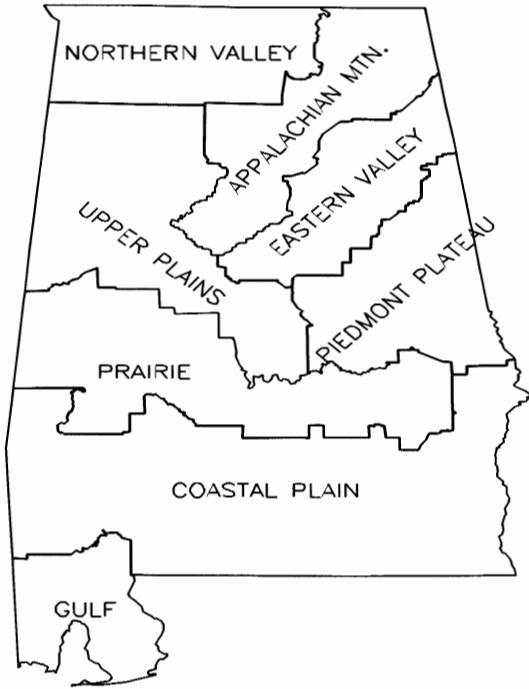 NORTHERN VALLEY
APPALACHIAN MTN.
EASTERN VALLEY
UPPER PLAINS
PIEDMONT PLATEAU
PRAIRIE
COASTAL PLAIN
GULF